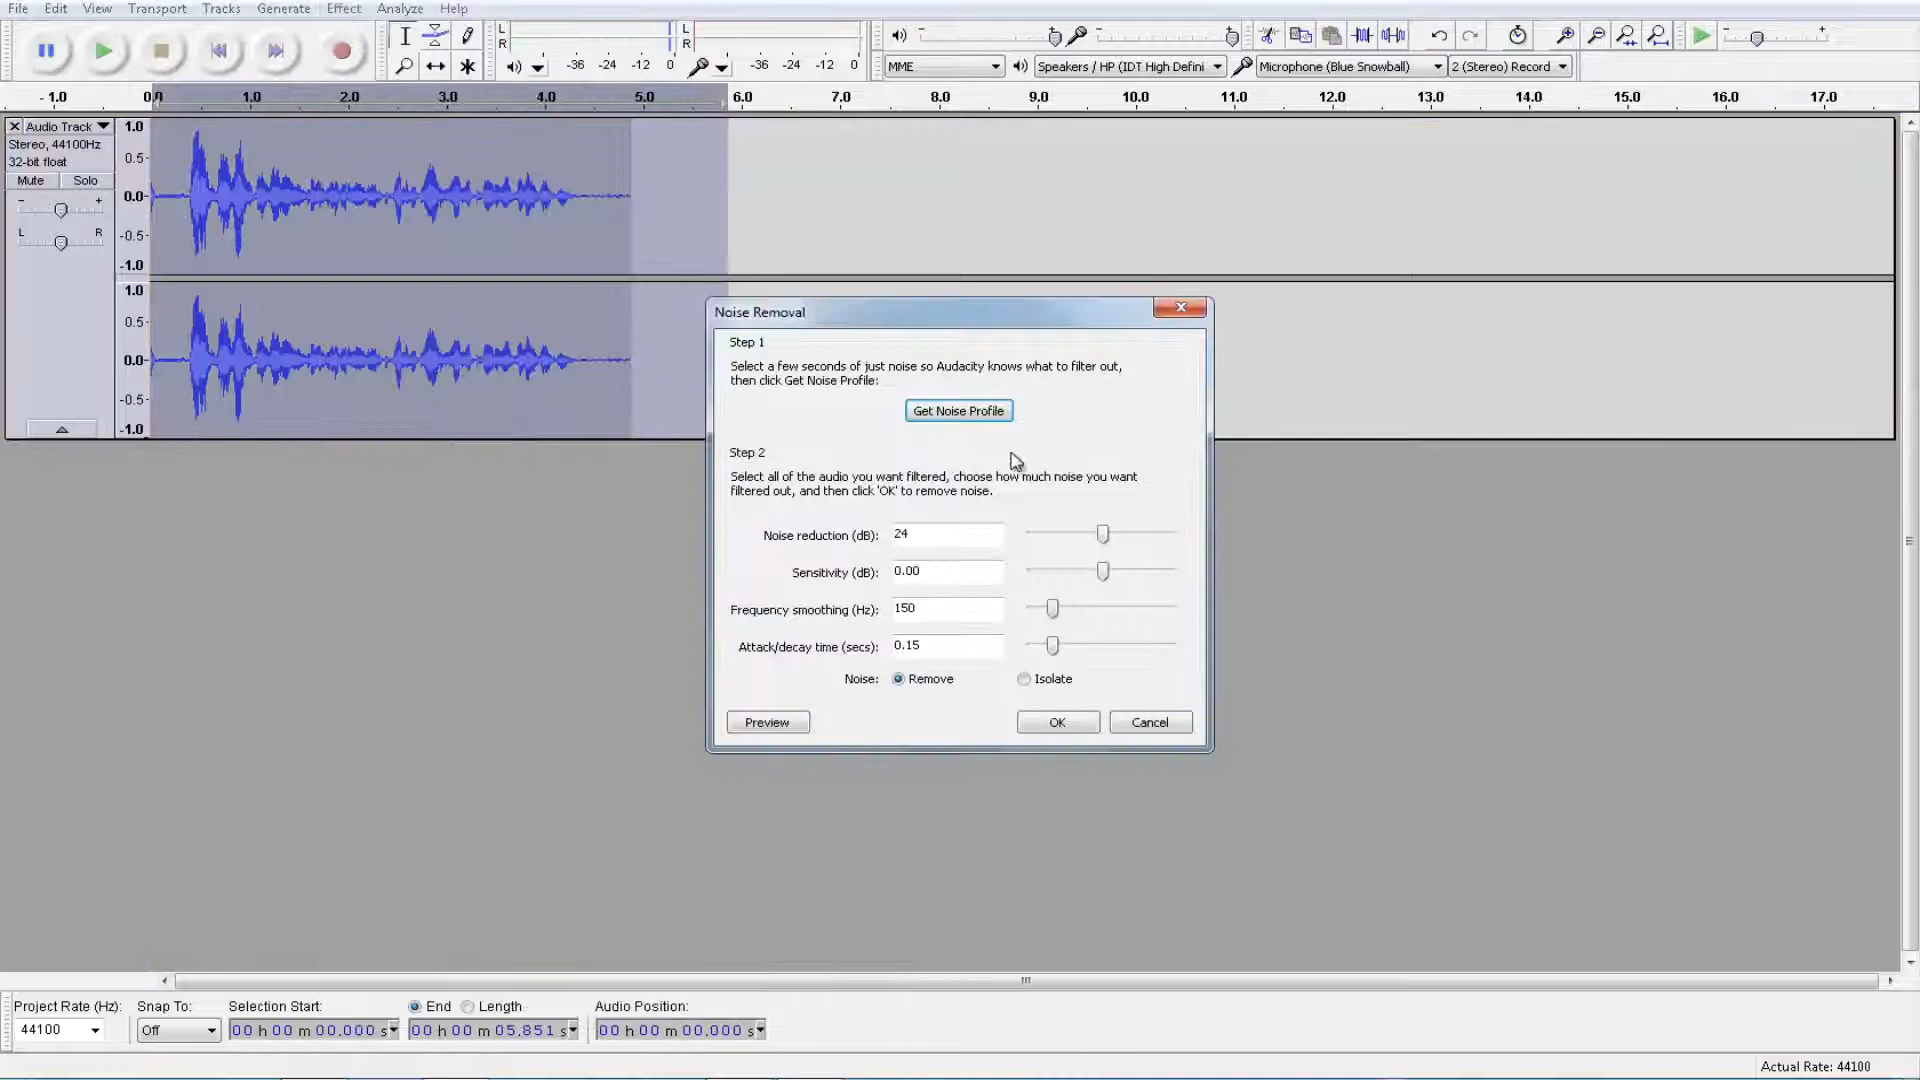 File Edit View Transport Tracks Generate Effect Analyze Help
L R -36 -24 -12 0 L R -36 -24 -12 0
MME Speakers / HP (IDT High Defini Microphone (Blue Snowball) 2 (Stereo) Record
- 1.0 0.0 1.0 2.0 3.0 4.0 5.0 6.0 7.0 8.0 9.0 10.0 11.0 12.0 13.0 14.0 15.0 16.0 17.0
Audio Track 1.0
Stereo, 44100Hz 0.5-
32-bit float
Mute Solo
- + 0.0-
L R -0.5-
-1.0
1.0
0.5-
0.0-
-0.5-
-1.0
Noise Removal
Step 1
Select a few seconds of just noise so Audacity knows what to filter out,
then click Get Noise Profile:
Get Noise Profile
Step 2
Select all of the audio you want filtered, choose how much noise you want
filtered out, and then click 'OK' to remove noise.
Noise reduction (dB): 24
Sensitivity (dB): 0.00
Frequency smoothing (Hz): 150
Attack/decay time (secs): 0.15
Noise: Remove Isolate
Preview OK Cancel
Project Rate (Hz): Snap To: Selection Start: End Length Audio Position:
44100 Off 00 h 00 m 00.000 s 00 h 00 m 05.851 s 00 h 00 m 00.000 s
Actual Rate: 44100